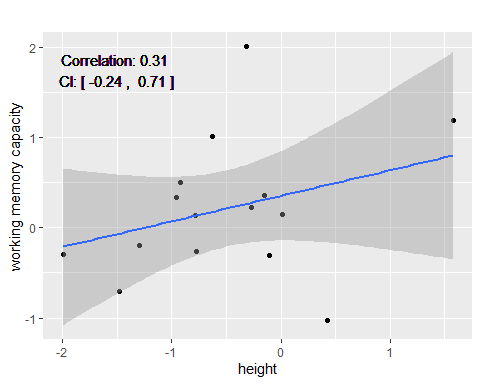 Correlation: 0.31
CI: [ -0.24 , 0.71 ]
2
1
0
-1
working memory capacity
-2
-1
0
1
height